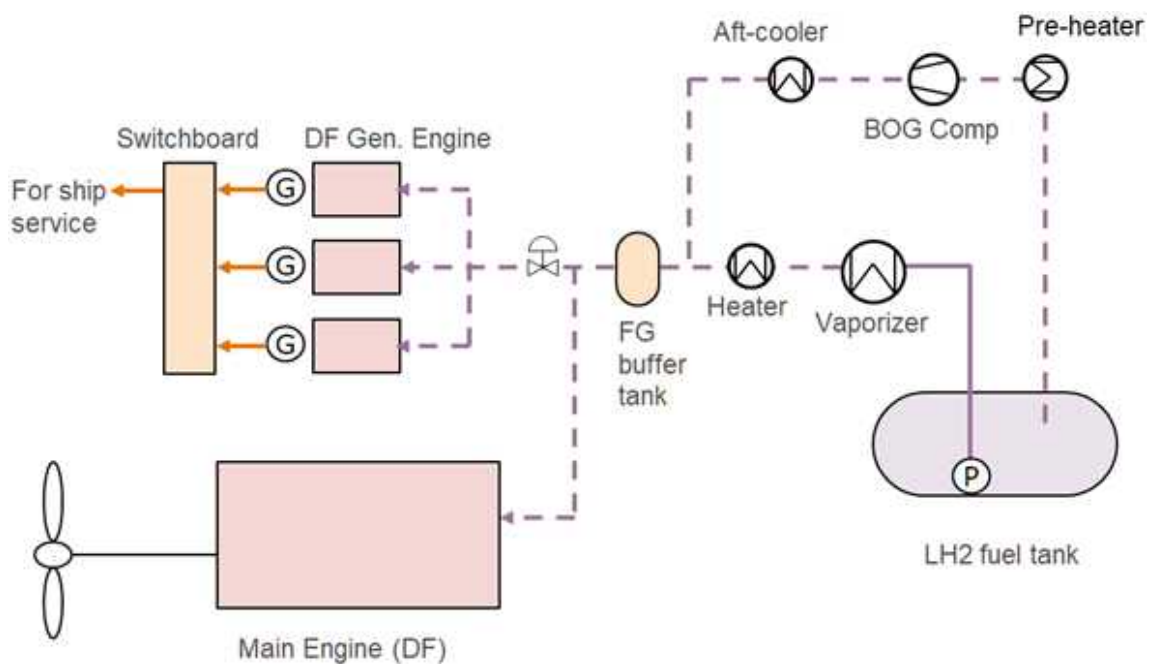 Aft-cooler
Pre-heater
BOG Comp
Switchboard
DF Gen. Engine
For ship
service
G
G
G
FG
buffer
tank
Heater
Vaporizer
P
LH2 fuel tank
Main Engine (DF)